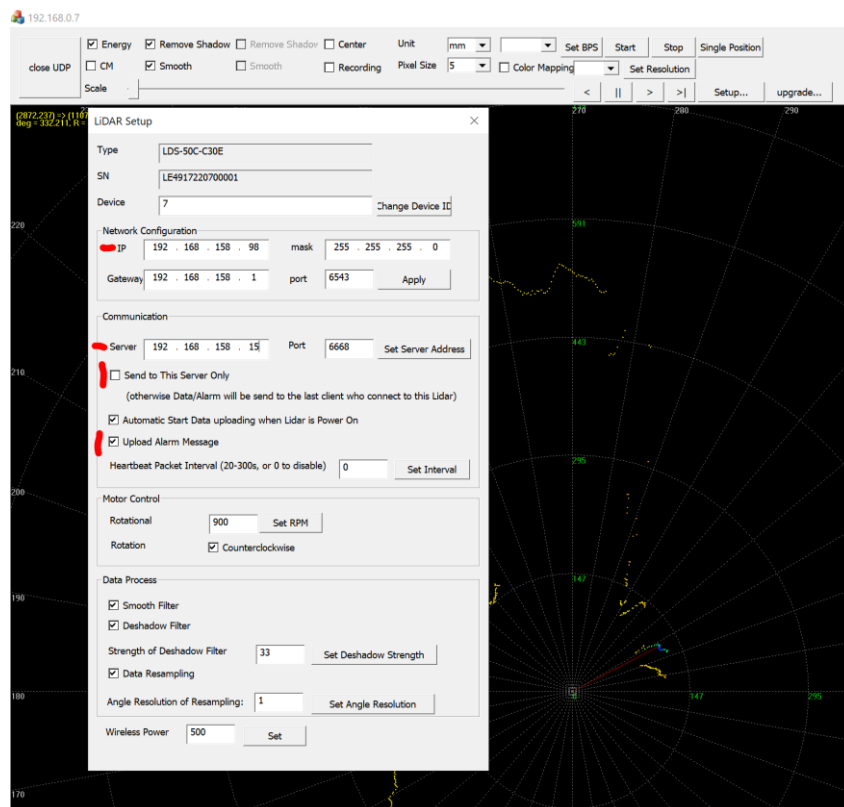 192.168.0.7
Energy Remove Shadow Remove Shadov Center Unit mm Set BPS Start Stop Single Position
close UDP CM Smooth Smooth Recording Pixel Size 5 Color Mapping Set Resolution
Scale
< || > >| Setup... upgrade...
270 280 290
deg = 332.211, R =
LiDAR Setup
Type LDS-50C-C30E
SN LE4917220700001
Device 7 Change Device ID
Network Configuration
220 591
IP 192 . 168 . 158 . 98 mask 255 . 255 . 255 . 0
Gateway 192 . 168 . 158 . 1 port 6543 Apply
Communication
443
Server 192 . 168 . 158 . 15 Port 6668 Set Server Address
210 Send to This Server Only
(otherwise Data/Alarm will be send to the last client who connect to this Lidar)
Automatic Start Data uploading when Lidar is Power On
Upload Alarm Message
295
Heartbeat Packet Interval (20-300s, or 0 to disable) 0 Set Interval
200
Motor Control
Rotational 900 Set RPM
Rotation Counterclockwise
Data Process 147
190 Smooth Filter
Deshadow Filter
Strength of Deshadow Filter 33 Set Deshadow Strength
Data Resampling
180 147 295
Angle Resolution of Resampling: 1 Set Angle Resolution
Wireless Power 500 Set
170